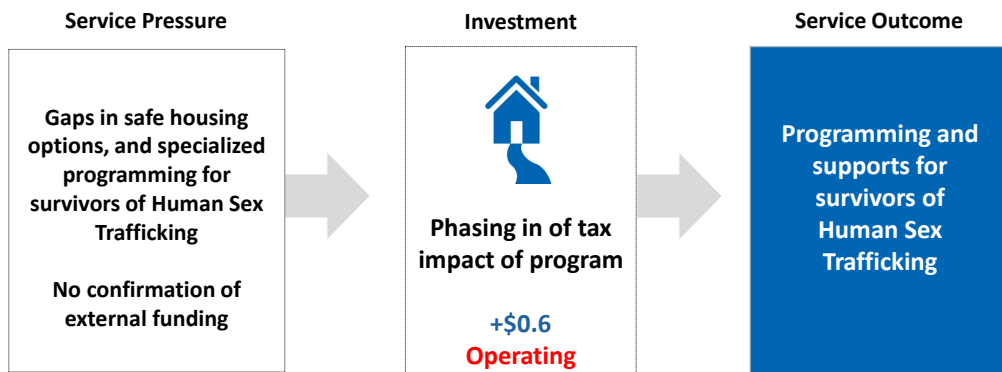 Service Pressure
Gaps in safe housing
options, and specialized
programming for
survivors of Human Sex
Trafficking
No confirmation of
external funding
Investment
Phasing in of tax
impact of program
+$0.6
Operating
Service Outcome
Programming and
supports for
survivors of
Human Sex
Trafficking